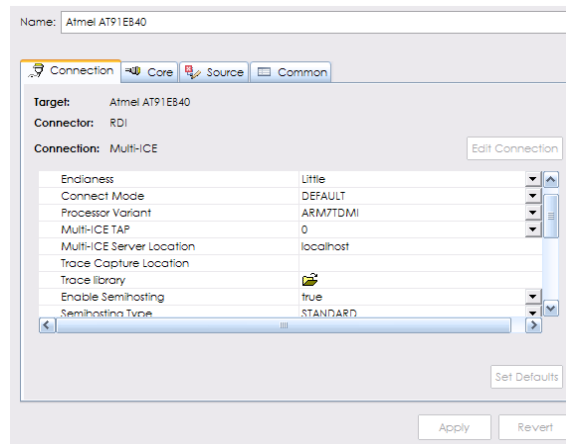 Name: Atmel AT91EB40
Connection Core Source Common
Target: Atmel AT91EB40
Connector: RDI
Connection: Multi-ICE Edit Connection
Endianess Little
Connect Mode DEFAULT
Processor Variant ARM7TDMI
Multi-ICE TAP 0
Multi-ICE Server Location localhost
Trace Capture Location
Trace library
Enable Semihosting true
Semihosting Type STANDARD
Set Defaults
Apply Revert